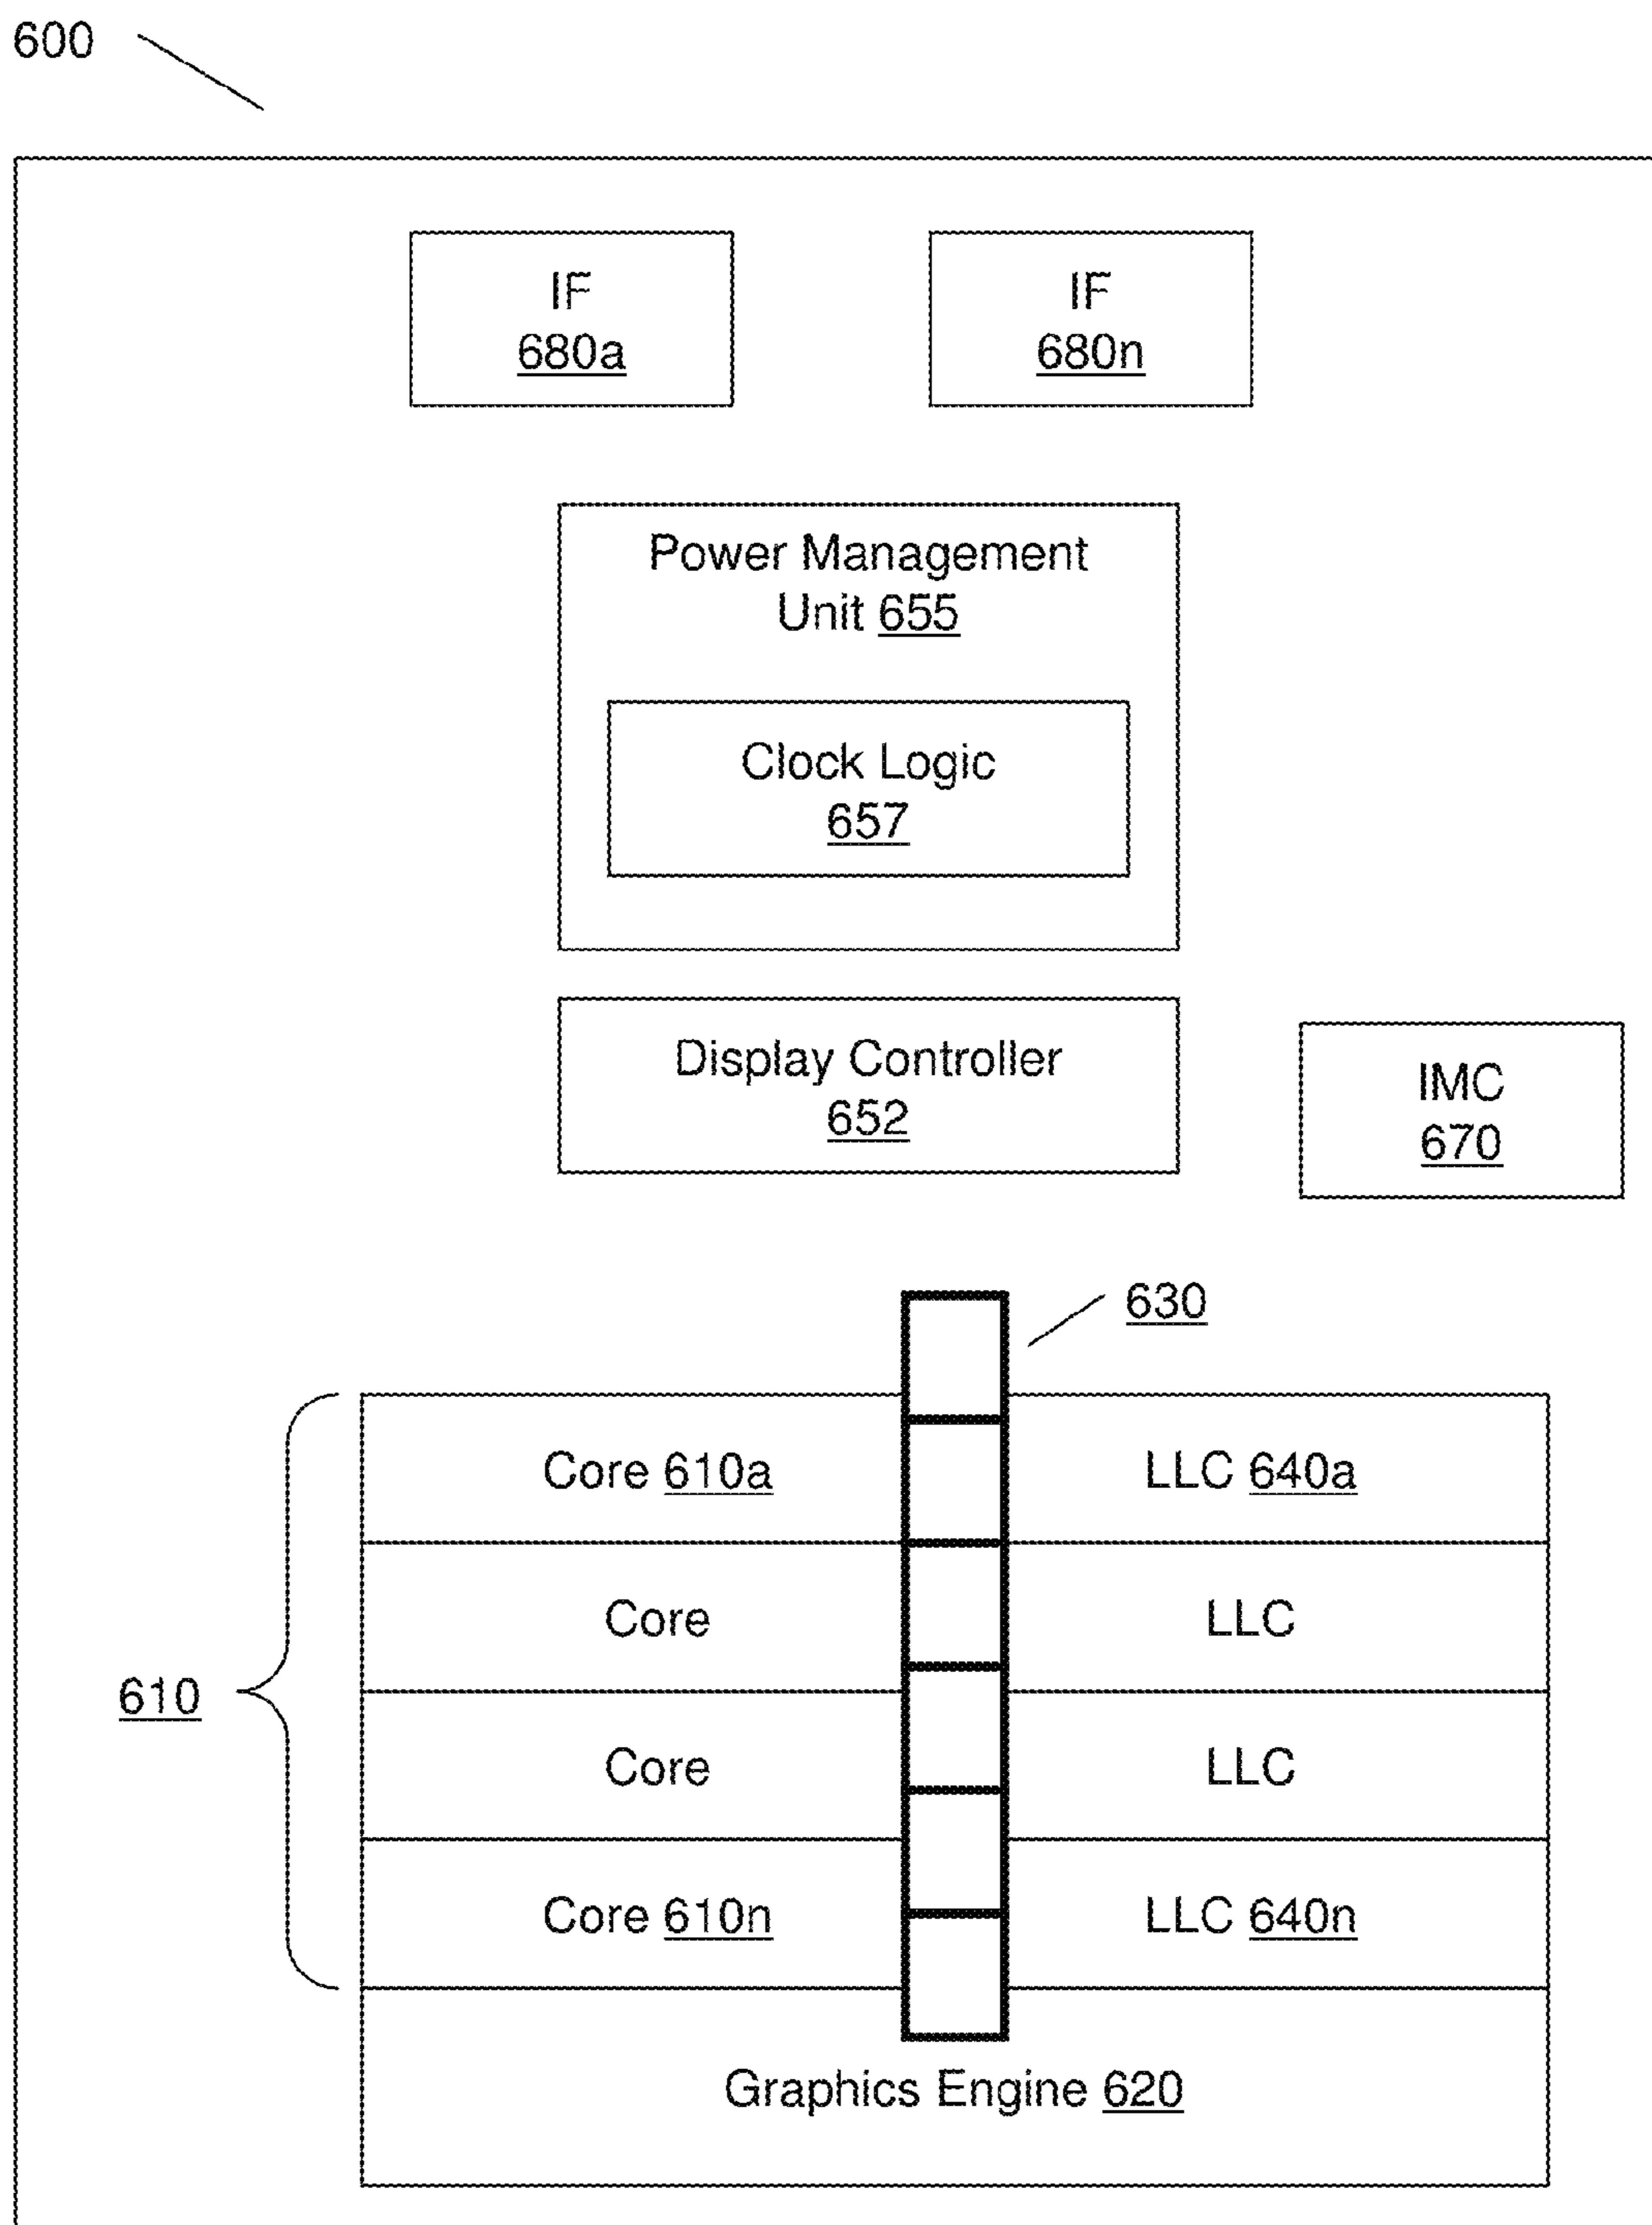 600
IF
680a
IF
680n
Power Management
Unit 655
Clock Logic
657
Display Controller
652
IMC
670
630
Core 610a
LLC 640a
Core
LLC
610
Core
LLC
Core 610n
LLC 640n
Graphics Engine 620